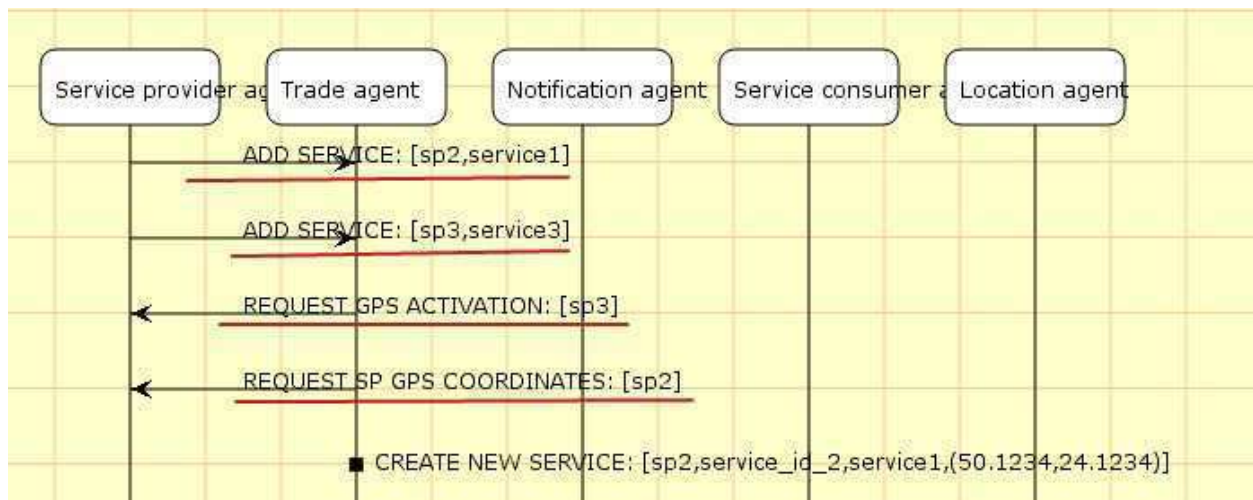 Service provider ag
Trade agent
Notification agent
Service consumer a
Location agent
ADD SERVICE: [sp2,service1]
ADD SERVICE: [sp3,service3]
REQUEST GPS ACTIVATION: [sp3]
REQUEST SP GPS COORDINATES: [sp2]
CREATE NEW SERVICE: [sp2,service_id_2,service1,(50.1234,24.1234)]